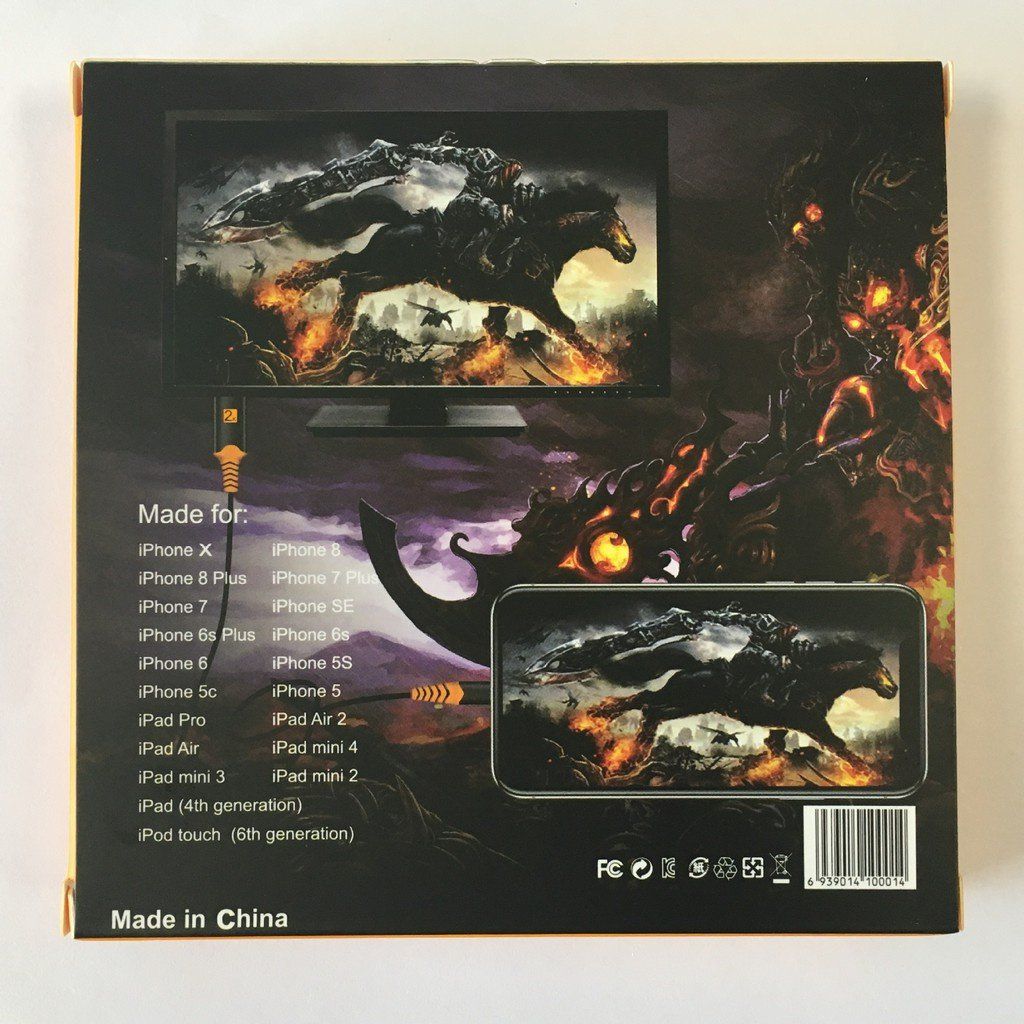 2x
Made for:
iPhone X iPhone 8
iPhone 8 Plus iPhone 7 Plus
iPhone 7 iPhone SE
iPhone 6s Plus iPhone 6s
iPhone 6 iPhone 5S
iPhone 5c iPhone 5
iPad Pro iPad Air 2
iPad Air iPad mini 4
iPad mini 3 iPad mini 2
iPad (4th generation)
iPod touch (6th generation)
FC 紙
6 939014 100014
Made in China